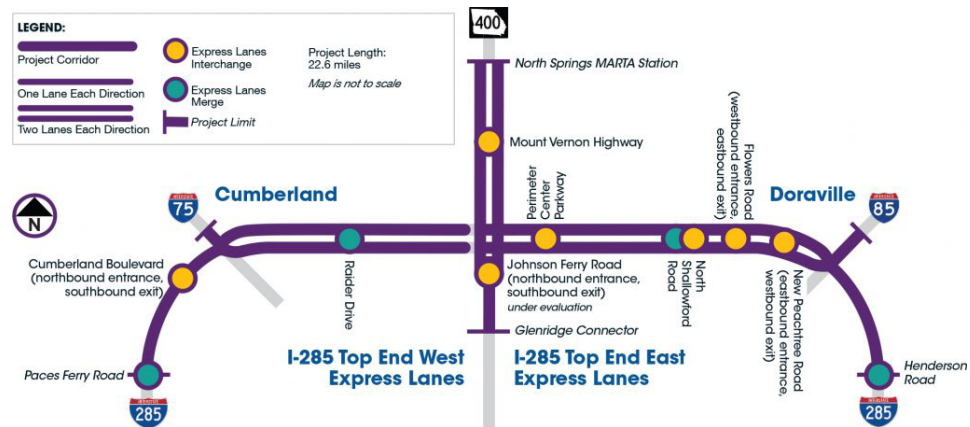 LEGEND:
Project Corridor
One Lane Each Direction
Two Lanes Each Direction
Express Lanes
Interchange
Express Lanes
Merge
Project Limit
Project Length:
22.6 miles
Map is not to scale
400
North Springs MARTA Station
Mount Vernon Highway
Perimeter
Center
Parkway
Flowers Road
(westbound entrance,
eastbound exit)
Cumberland
Doraville
INTERSTATE
75
INTERSTATE
85
N
Cumberland Boulevard
(northbound entrance,
southbound exit)
Raider Drive
Johnson Ferry Road
(northbound entrance,
southbound exit)
under evaluation
North
Shallowford
Road
New Peachtree Road
(eastbound entrance,
westbound exit)
Glenridge Connector
I-285 Top End West
Express Lanes
I-285 Top End East
Express Lanes
Paces Ferry Road
Henderson
Road
INTERSTATE
285
INTERSTATE
285